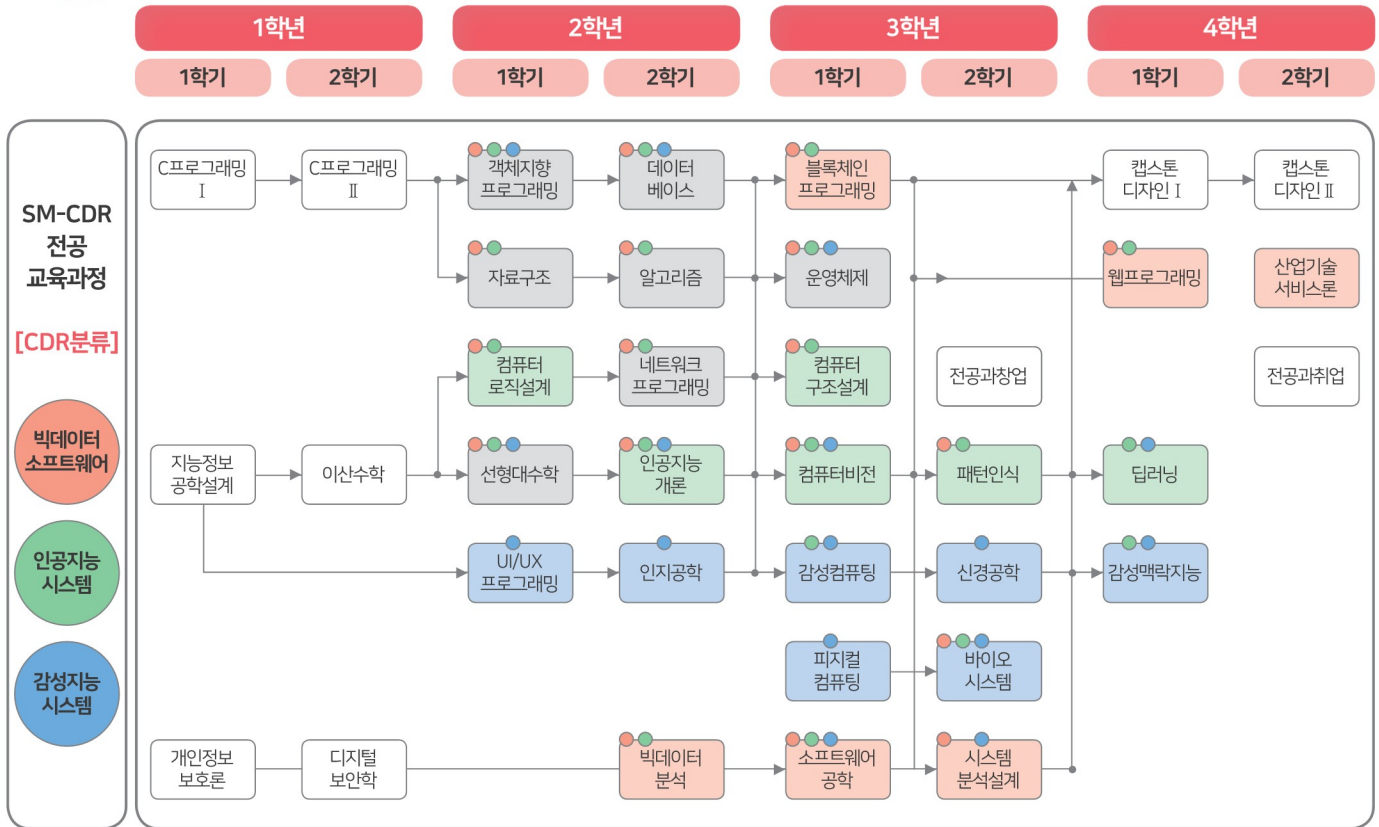 1학년
2학년
3학년
4학년
1학기
2학기
1학기
2학기
1학기
2학기
1학기
2학기
SM-CDR
전공
교육과정
[CDR분류]
빅데이터
소프트웨어
인공지능
시스템
감성지능
시스템
C프로그래밍
Ⅰ
C프로그래밍
Ⅱ
객체지향
프로그래밍
데이터
베이스
블록체인
프로그래밍
캡스톤
디자인 Ⅰ
캡스톤
디자인 Ⅱ
자료구조
알고리즘
운영체제
웹프로그래밍
산업기술
서비스론
컴퓨터
로직설계
네트워크
프로그래밍
컴퓨터
구조설계
전공과창업
전공과취업
지능정보
공학설계
이산수학
선형대수학
인공지능
개론
컴퓨터비전
패턴인식
딥러닝
UI/UX
프로그래밍
인지공학
감성컴퓨팅
신경공학
감성맥락지능
피지컬
컴퓨팅
바이오
시스템
개인정보
보호론
디지털
보안학
빅데이터
분석
소프트웨어
공학
시스템
분석설계